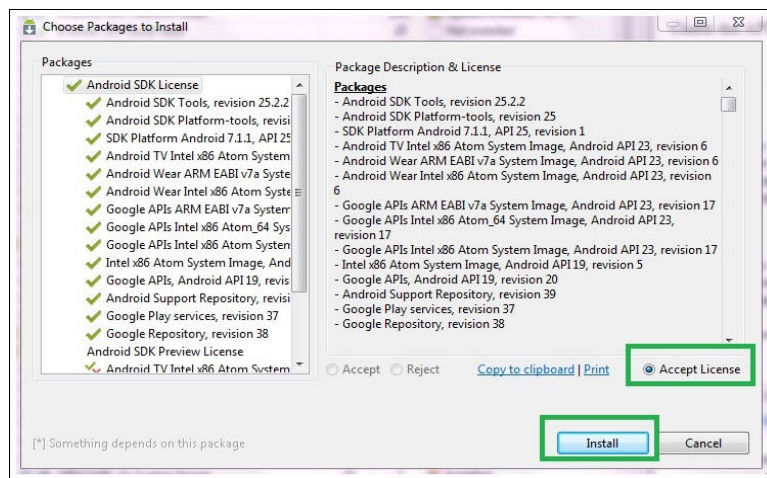 Choose Packages to Install
Packages
Android SDK License
Android SDK Tools, revision 25.2.2
Android SDK Platform-tools, revisi
SDK Platform Android 7.1.1, API 25
Android TV Intel x86 Atom System
Android Wear ARM EABI v7a Syste
Android Wear Intel x86 Atom Syste
Google APIs ARM EABI v7a System
Google APIs Intel x86 Atom_64 Sys
Google APIs Intel x86 Atom System
Intel x86 Atom System Image, And
Google APIs, Android API 19, revis
Android Support Repository, revisi
Google Play services, revision 37
Google Repository, revision 38
Android SDK Preview License
Android TV Intel x86 Atom System
Package Description & License
Packages
- Android SDK Tools, revision 25.2.2
- Android SDK Platform-tools, revision 25
- SDK Platform Android 7.1.1, API 25, revision 1
- Android TV Intel x86 Atom System Image, Android API 23, revision 6
- Android Wear ARM EABI v7a System Image, Android API 23, revision 6
- Android Wear Intel x86 Atom System Image, Android API 23, revision
6
- Google APIs ARM EABI v7a System Image, Android API 23, revision 17
- Google APIs Intel x86 Atom_64 System Image, Android API 23,
revision 17
- Google APIs Intel x86 Atom System Image, Android API 23, revision 17
- Intel x86 Atom System Image, Android API 19, revision 5
- Google APIs, Android API 19, revision 20
- Android Support Repository, revision 39
- Google Play services, revision 37
- Google Repository, revision 38
Accept Reject Copy to clipboard | Print Accept License
[*] Something depends on this package
Install Cancel